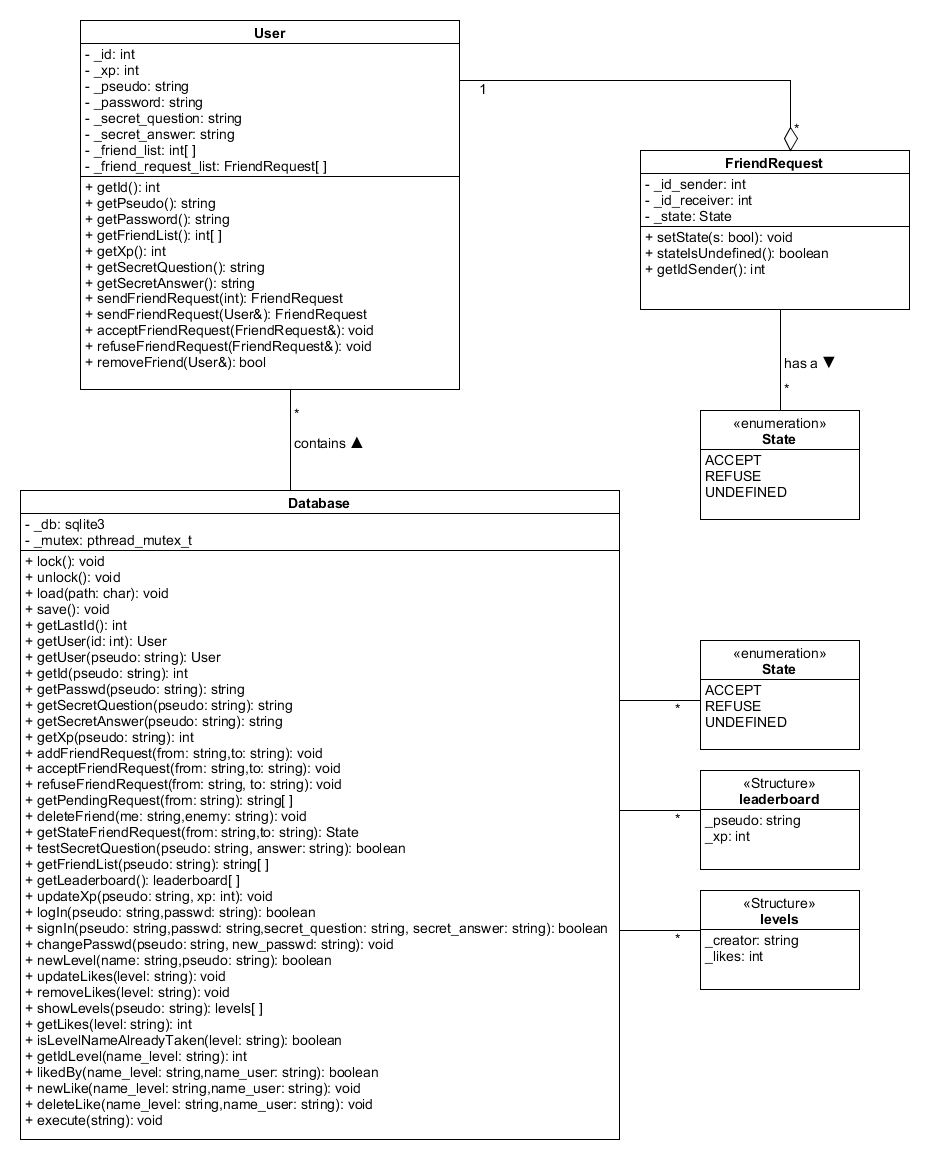 User
- _id: int
- _xp: int
- _pseudo: string
- _password: string
- _secret_question: string
- _secret_answer: string
- _friend_list: int[ ]
- _friend_request_list: FriendRequest[ ]
+ getId(): int
+ getPseudo(): string
+ getPassword(): string
+ getFriendList(): int[ ]
+ getXp(): int
+ getSecretQuestion(): string
+ getSecretAnswer(): string
+ sendFriendRequest(int): FriendRequest
+ sendFriendRequest(User&): FriendRequest
+ acceptFriendRequest(FriendRequest&): void
+ refuseFriendRequest(FriendRequest&): void
+ removeFriend(User&): bool
1
*
FriendRequest
- _id_sender: int
- _id_receiver: int
- _state: State
+ setState(s: bool): void
+ stateIsUndefined(): boolean
+ getIdSender(): int
has a ▼
*
«enumeration»
State
ACCEPT
REFUSE
UNDEFINED
*
contains ▲
Database
- _db: sqlite3
- _mutex: pthread_mutex_t
+ lock(): void
+ unlock(): void
+ load(path: char): void
+ save(): void
+ getLastId(): int
+ getUser(id: int): User
+ getUser(pseudo: string): User
+ getId(pseudo: string): int
+ getPasswd(pseudo: string): string
+ getSecretQuestion(pseudo: string): string
+ getSecretAnswer(pseudo: string): string
+ getXp(pseudo: string): int
+ addFriendRequest(from: string,to: string): void
+ acceptFriendRequest(from: string,to: string): void
+ refuseFriendRequest(from: string, to: string): void
+ getPendingRequest(from: string): string[ ]
+ deleteFriend(me: string,enemy: string): void
+ getStateFriendRequest(from: string,to: string): State
+ testSecretQuestion(pseudo: string, answer: string): boolean
+ getFriendList(pseudo: string): string[ ]
+ getLeaderboard(): leaderboard[ ]
+ updateXp(pseudo: string, xp: int): void
+ logIn(pseudo: string,passwd: string): boolean
+ signIn(pseudo: string,passwd: string,secret_question: string, secret_answer: string): boolean
+ changePasswd(pseudo: string, new_passwd: string): void
+ newLevel(name: string,pseudo: string): boolean
+ updateLikes(level: string): void
+ removeLikes(level: string): void
+ showLevels(pseudo: string): levels[ ]
+ getLikes(level: string): int
+ isLevelNameAlreadyTaken(level: string): boolean
+ getIdLevel(name_level: string): int
+ likedBy(name_level: string,name_user: string): boolean
+ newLike(name_level: string,name_user: string): void
+ deleteLike(name_level: string,name_user: string): void
+ execute(string): void
*
«enumeration»
State
ACCEPT
REFUSE
UNDEFINED
*
«Structure»
leaderboard
_pseudo: string
_xp: int
*
«Structure»
levels
_creator: string
_likes: int